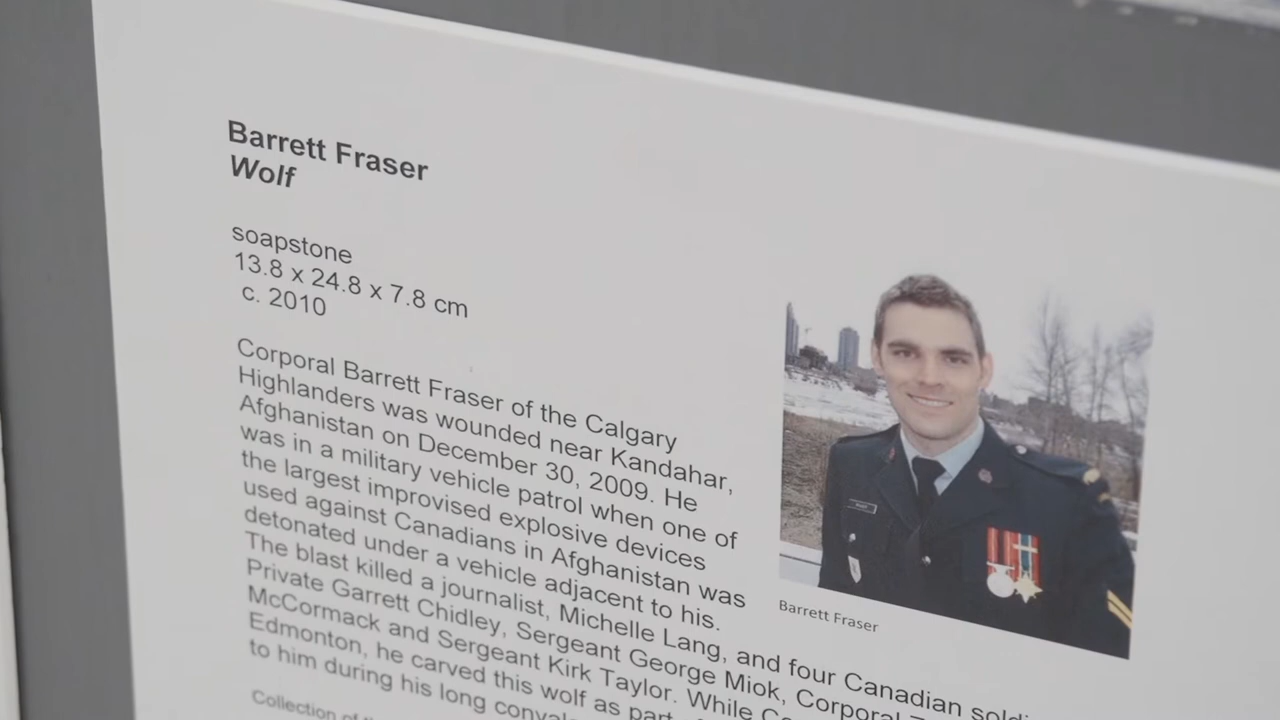 Barrett Fraser
Wolf
soapstone
13.8 x 24.8 x 7.8 cm
c. 2010
Corporal Barrett Fraser of the Calgary
Highlanders was wounded near Kandahar,
Afghanistan on December 30, 2009. He
was in a military vehicle patrol when one of
the largest improvised explosive devices
used against Canadians in Afghanistan was
detonated under a vehicle adjacent to his.
The blast killed a journalist, Michelle Lang, and four Canadian
Private Garrett Chidley, Sergeant George Miok, Corporal
McCormack and Sergeant Kirk Taylor. While
Edmonton, he carved this wolf as part
to him during his long
Collection of
Barrett Fraser